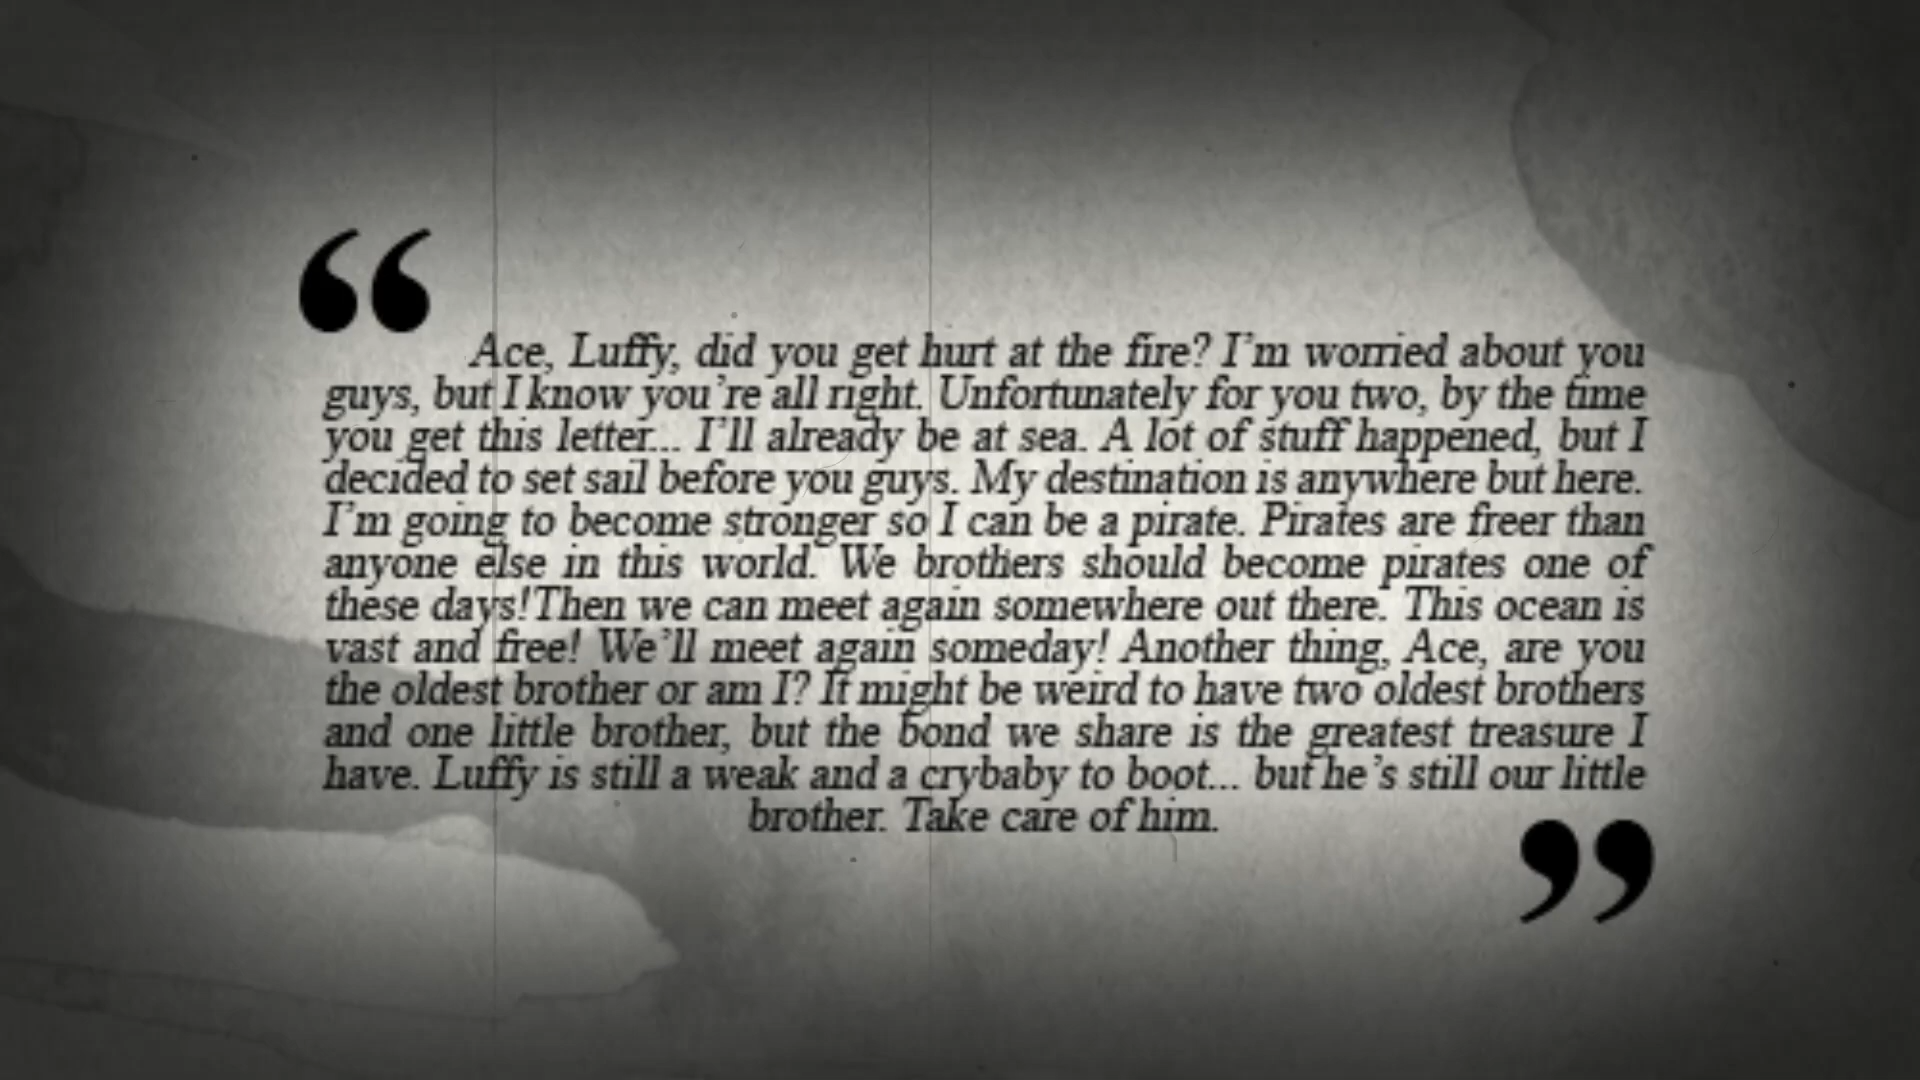 “
Ace, Luffy, did you get hurt at the fire? I’m worried about you
guys, but I know you’re all right. Unfortunately for you two, by the time
you get this letter... I’ll already be at sea. A lot of stuff happened, but I
decided to set sail before you guys. My destination is anywhere but here.
I’m going to become stronger so I can be a pirate. Pirates are freer than
anyone else in this world. We brothers should become pirates one of
these days!Then we can meet again somewhere out there. This ocean is
vast and free! We’ll meet again someday! Another thing, Ace, are you
the oldest brother or am I? It might be weird to have two oldest brothers
and one little brother, but the bond we share is the greatest treasure I
have. Luffy is still a weak and a crybaby to boot... but he’s still our little
brother. Take care of him.
”